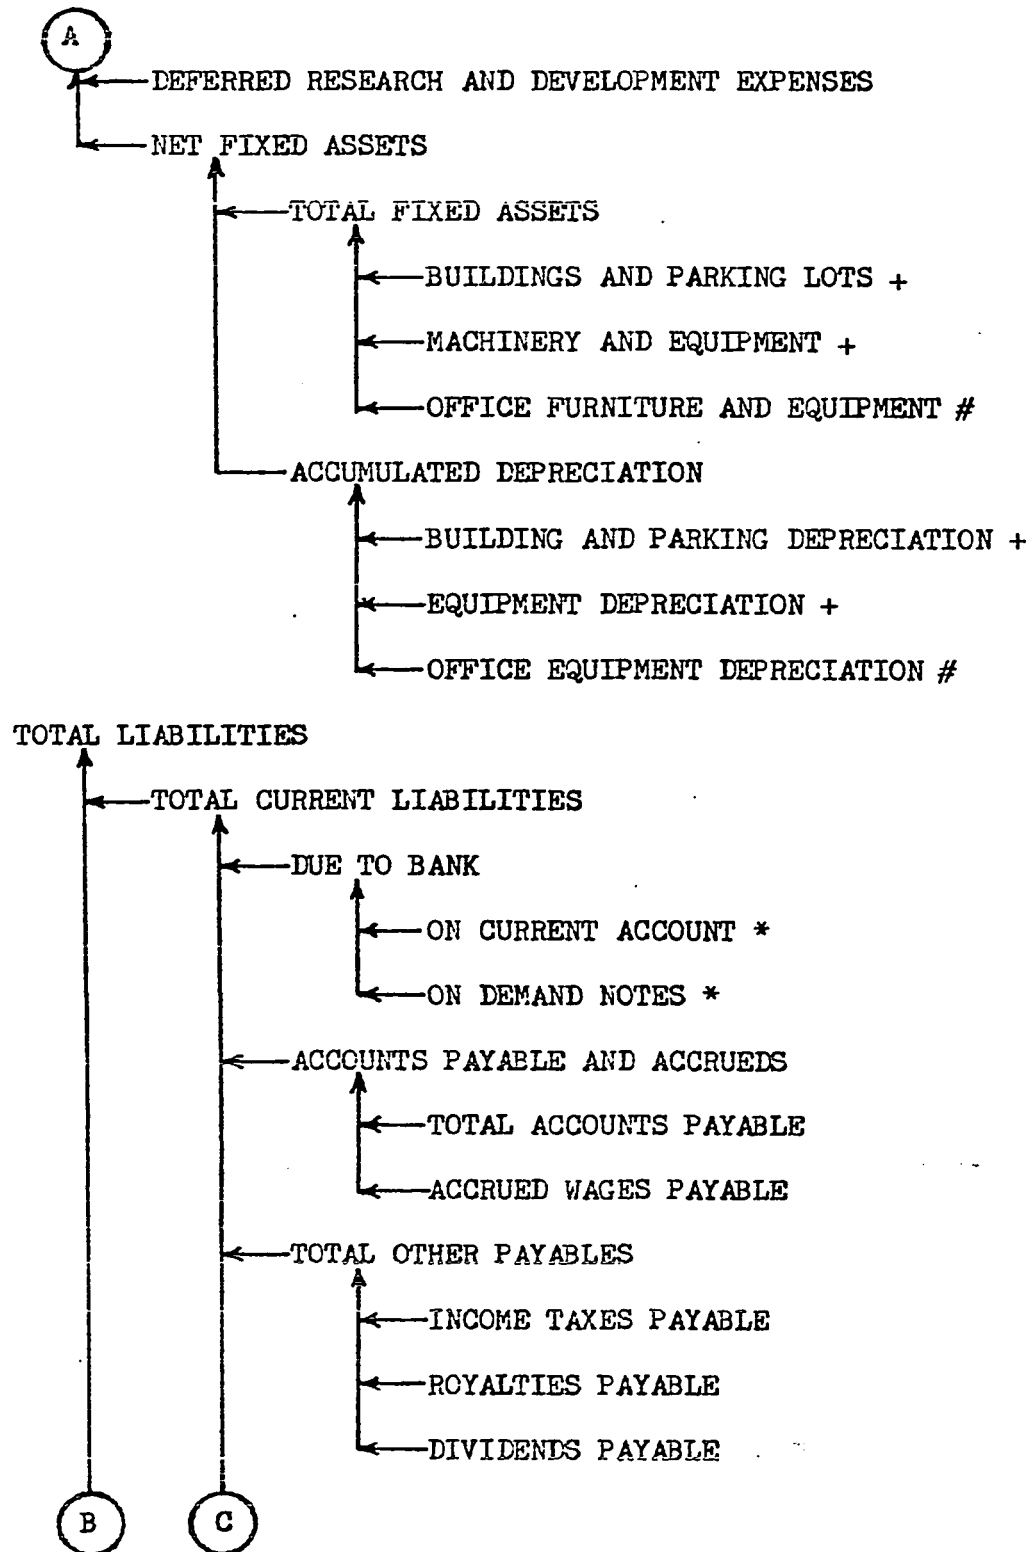 A
DEFERRED RESEARCH AND DEVELOPMENT EXPENSES
NET FIXED ASSETS
TOTAL FIXED ASSETS
BUILDINGS AND PARKING LOTS +
MACHINERY AND EQUIPMENT +
OFFICE FURNITURE AND EQUIPMENT #
ACCUMULATED DEPRECIATION
BUILDING AND PARKING DEPRECIATION +
EQUIPMENT DEPRECIATION +
OFFICE EQUIPMENT DEPRECIATION #
TOTAL LIABILITIES
TOTAL CURRENT LIABILITIES
DUE TO BANK
ON CURRENT ACCOUNT *
ON DEMAND NOTES *
ACCOUNTS PAYABLE AND ACCRUEDS
TOTAL ACCOUNTS PAYABLE
ACCRUED WAGES PAYABLE
TOTAL OTHER PAYABLES
INCOME TAXES PAYABLE
ROYALTIES PAYABLE
DIVIDENDS PAYABLE
B C